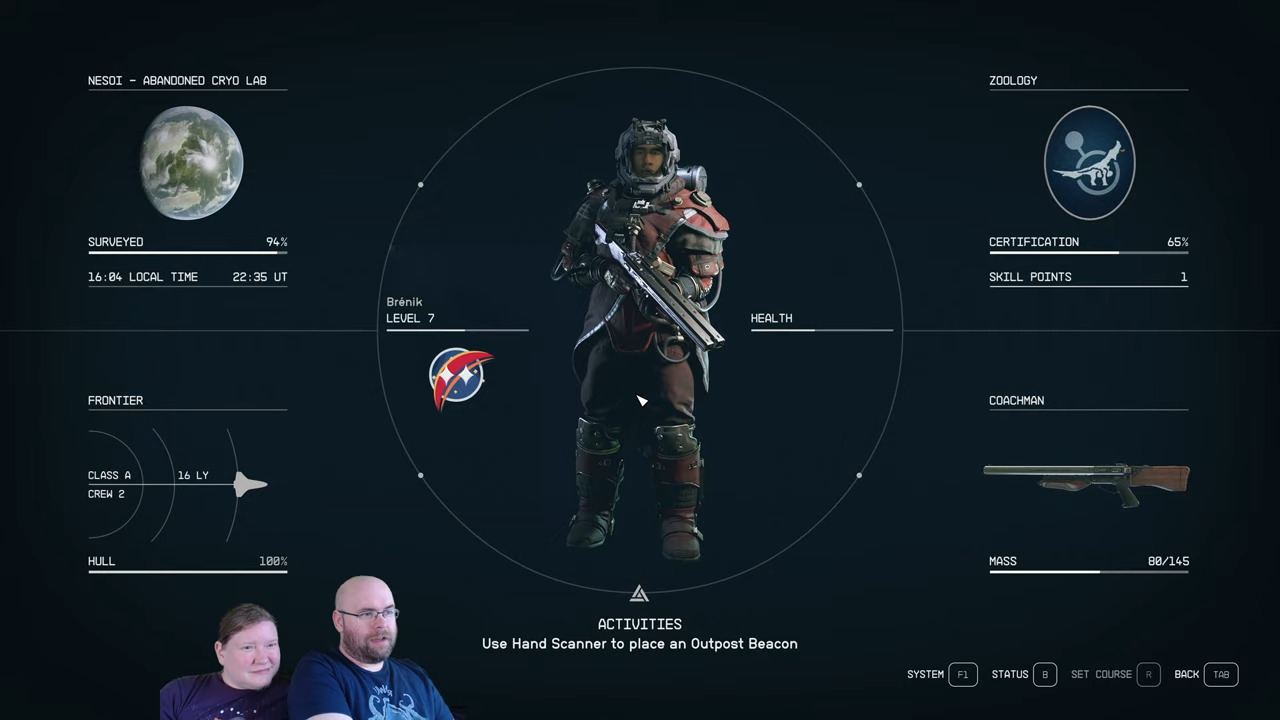 NESOI - ABANDONED CRYO LAB
SURVEYED 94%
16:04 LOCAL TIME 22:35 UT
FRONTIER
CLASS A 16 LY
CREW 2
HULL 100%
Brénik
LEVEL 7
HEALTH
ZOOLOGY
CERTIFICATION 65%
SKILL POINTS 1
COACHMAN
MASS 80/145
ACTIVITIES
Use Hand Scanner to place an Outpost Beacon
SYSTEM F1 STATUS B SET COURSE R BACK TAB